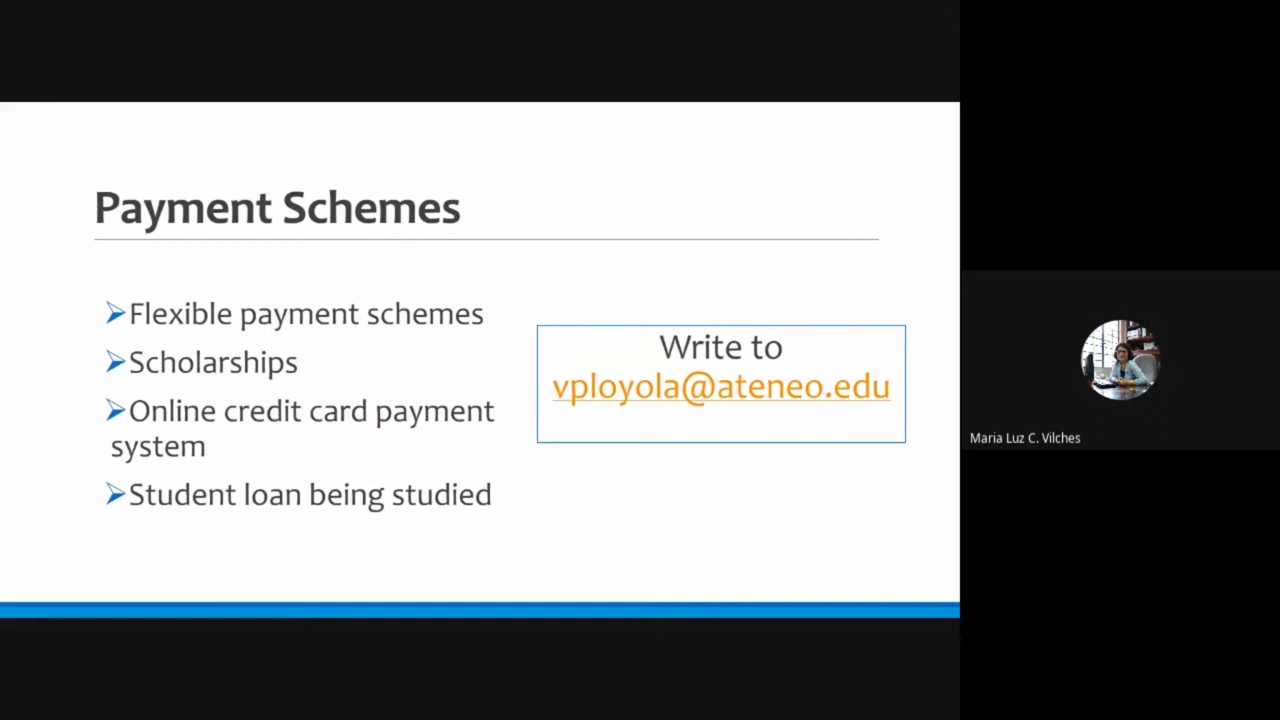 Payment Schemes
➢Flexible payment schemes
➢Scholarships
➢Online credit card payment
system
➢Student loan being studied
Write to
vployola@ateneo.edu
Maria Luz C. Vilches